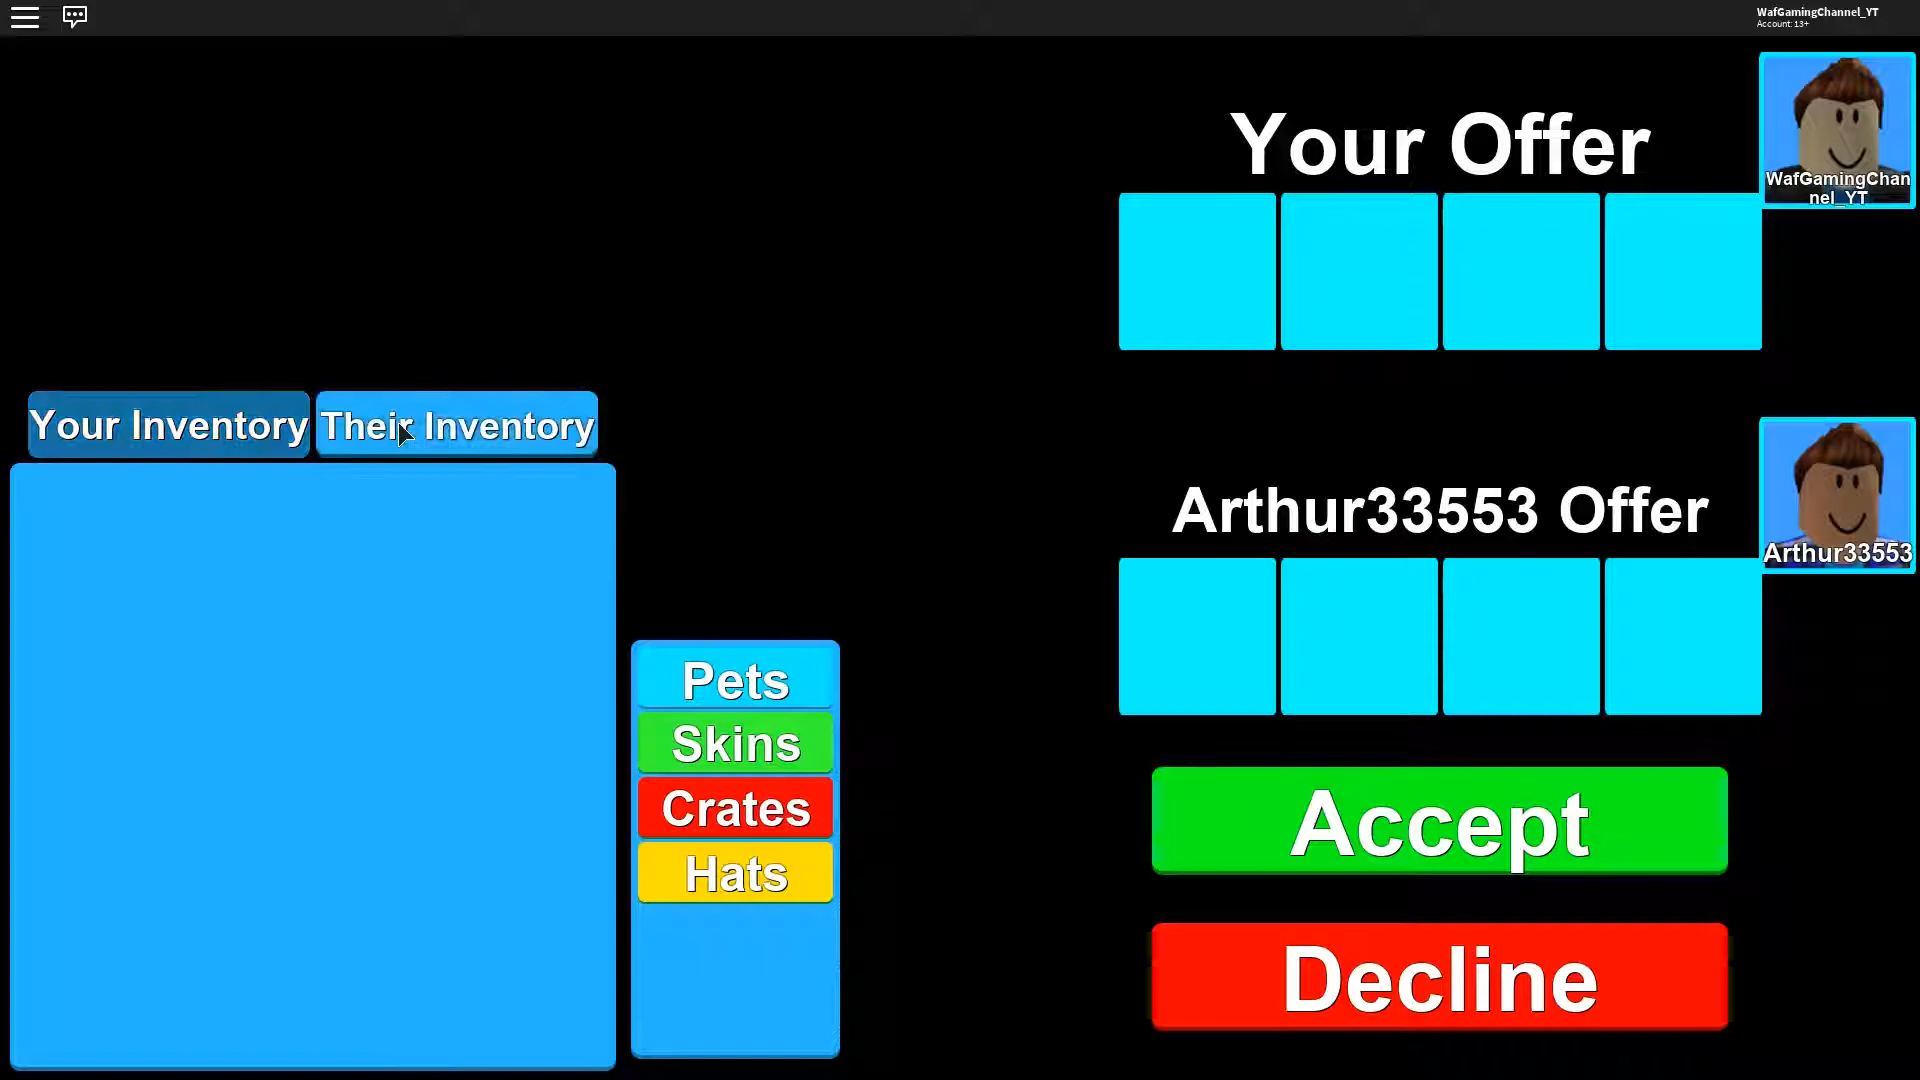 WafGamingChannel_YT
Account: 13+
Your Offer
WafGamingChan
nel_YT
Your Inventory
Their Inventory
Arthur33553 Offer
Arthur33553
Pets
Skins
Crates
Hats
Accept
Decline